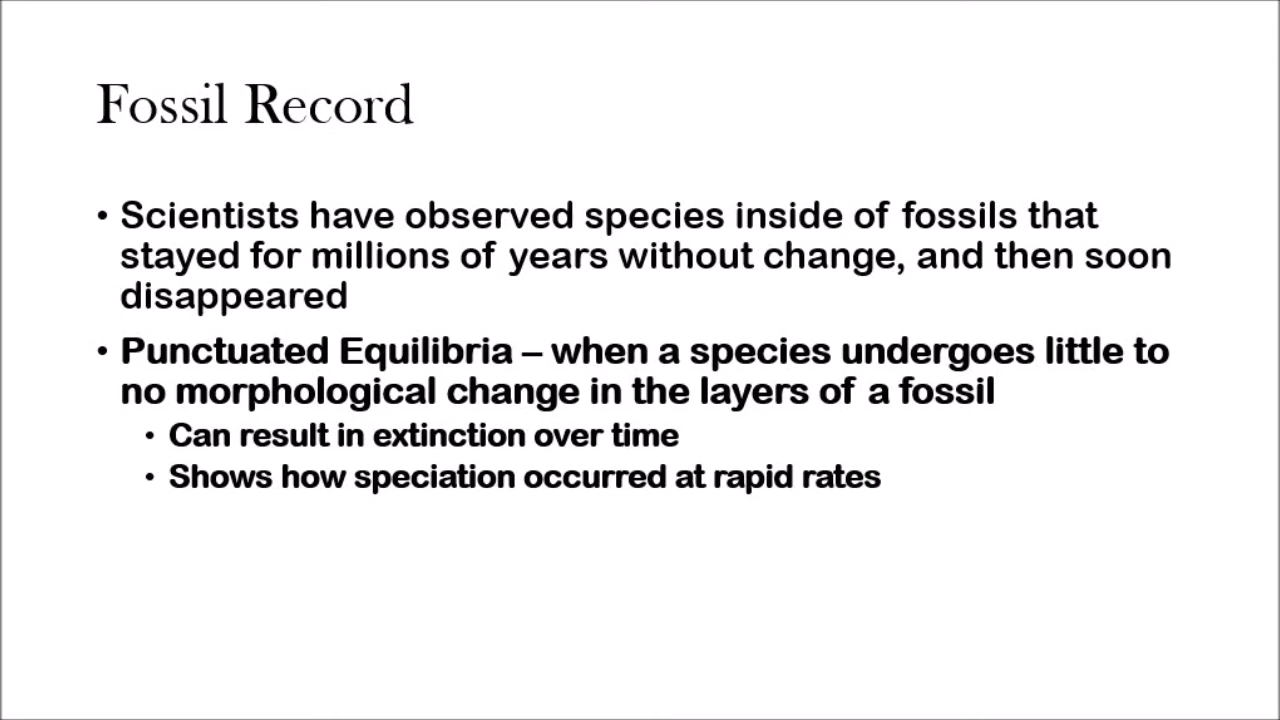 Fossil Record
• Scientists have observed species inside of fossils that
stayed for millions of years without change, and then soon
disappeared
• Punctuated Equilibria – when a species undergoes little to
no morphological change in the layers of a fossil
• Can result in extinction over time
• Shows how speciation occurred at rapid rates